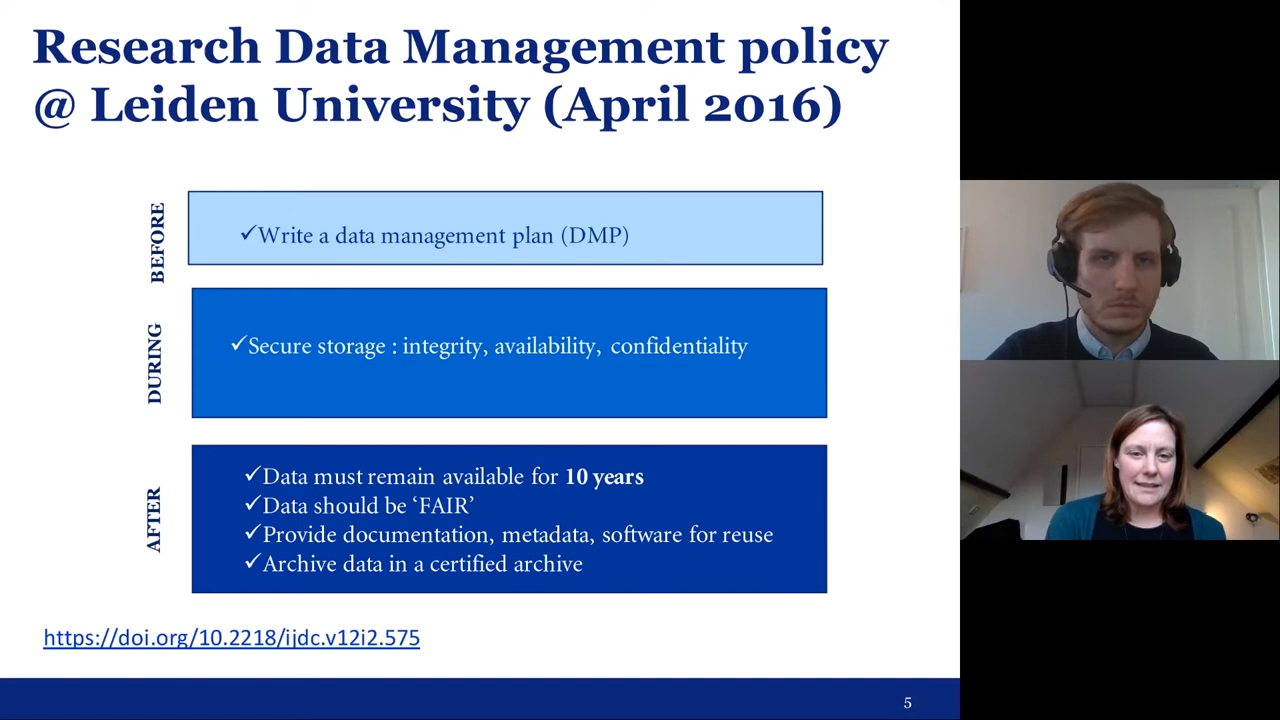 Research Data Management policy
@ Leiden University (April 2016)
BEFORE
✓Write a data management plan (DMP)
DURING
✓Secure storage : integrity, availability, confidentiality
AFTER
✓Data must remain available for 10 years
✓Data should be ‘FAIR’
✓Provide documentation, metadata, software for reuse
✓Archive data in a certified archive
https://doi.org/10.2218/ijdc.v12i2.575
5